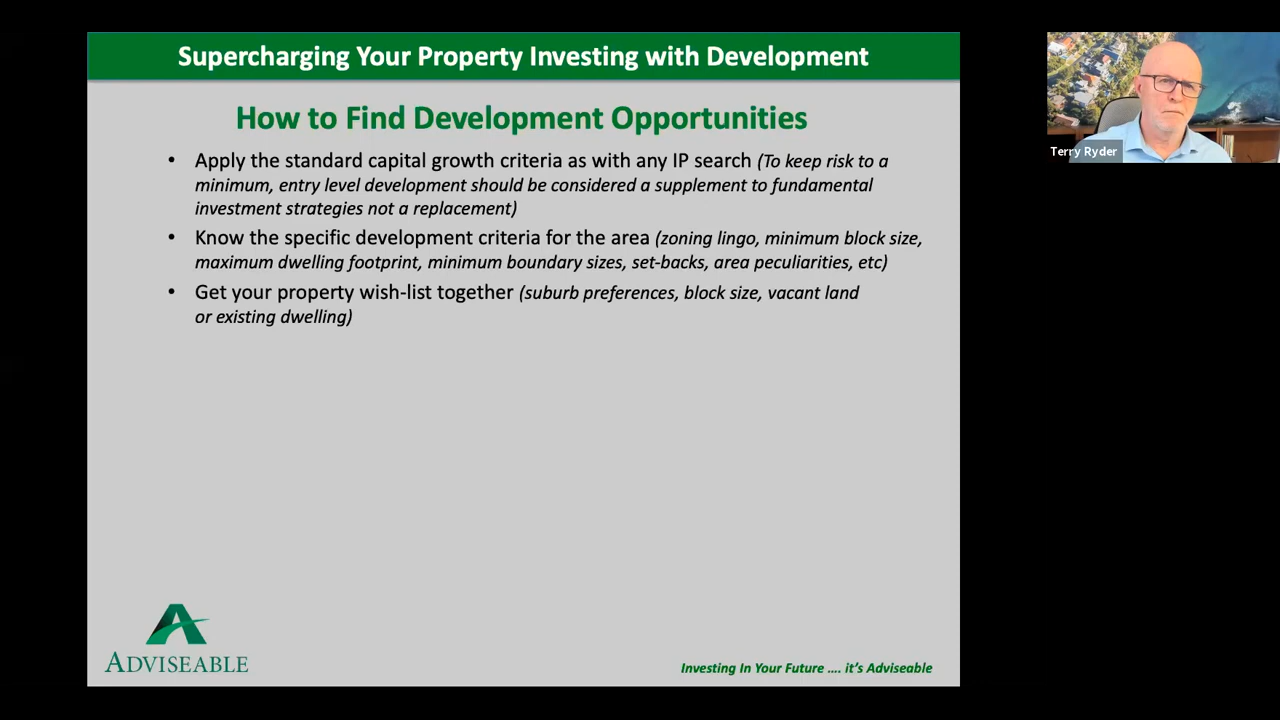 Supercharging Your Property Investing with Development
Terry Ryder
How to Find Development Opportunities
• Apply the standard capital growth criteria as with any IP search (To keep risk to a
minimum, entry level development should be considered a supplement to fundamental
investment strategies not a replacement)
• Know the specific development criteria for the area (zoning lingo, minimum block size,
maximum dwelling footprint, minimum boundary sizes, set-backs, area peculiarities, etc)
• Get your property wish-list together (suburb preferences, block size, vacant land
or existing dwelling)
ADVISEABLE
Investing In Your Future .... it's Adviseable